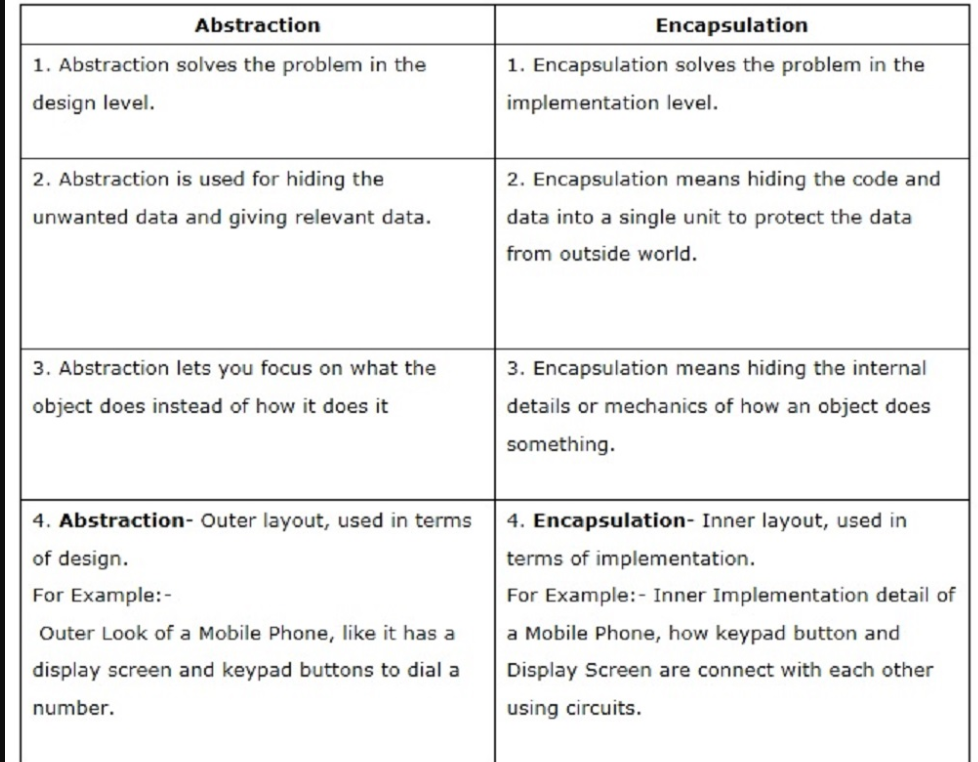 Abstraction
Encapsulation
1. Abstraction solves the problem in the
design level.
1. Encapsulation solves the problem in the
implementation level.
2. Abstraction is used for hiding the
unwanted data and giving relevant data.
2. Encapsulation means hiding the code and
data into a single unit to protect the data
from outside world.
3. Abstraction lets you focus on what the
object does instead of how it does it
3. Encapsulation means hiding the internal
details or mechanics of how an object does
something.
4. Abstraction- Outer layout, used in terms
of design.
For Example:-
Outer Look of a Mobile Phone, like it has a
display screen and keypad buttons to dial a
number.
4. Encapsulation- Inner layout, used in
terms of implementation.
For Example:- Inner Implementation detail of
a Mobile Phone, how keypad button and
Display Screen are connect with each other
using circuits.